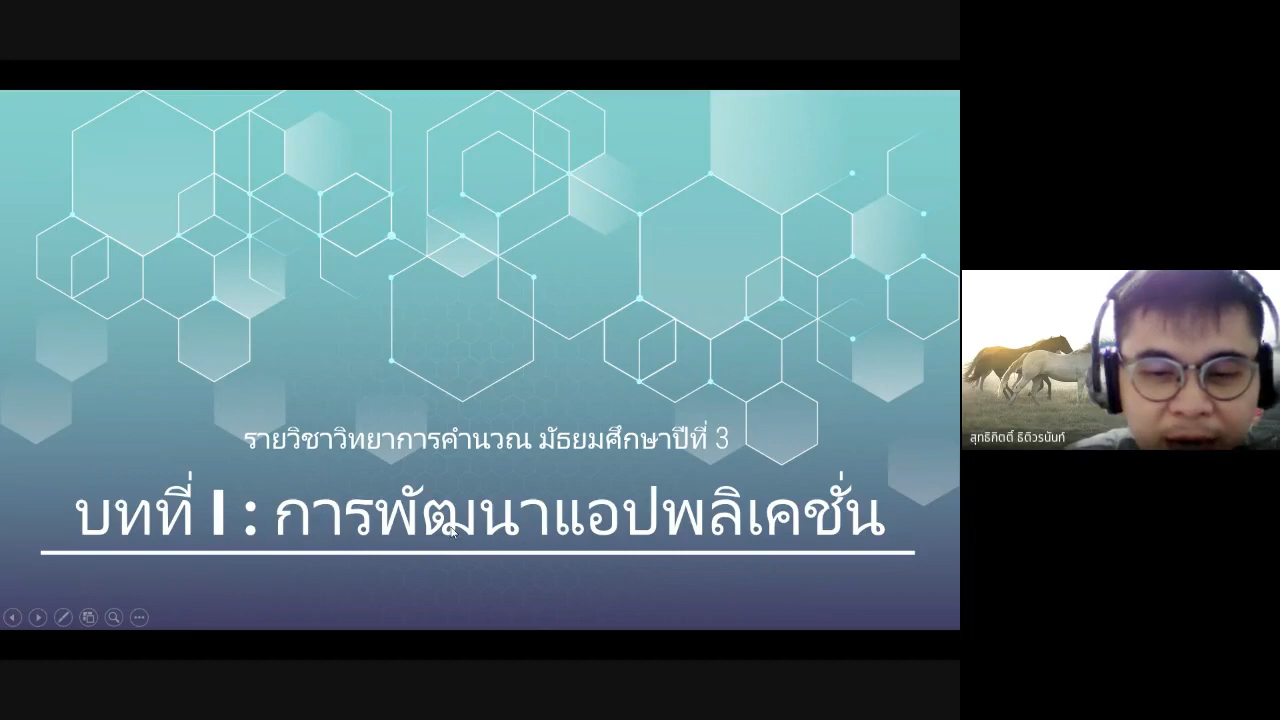 รายวิชาวิทยาการคำนวณ มัธยมศึกษาปีที่ 3
บทที่ 1 : การพัฒนาแอปพลิเคชั่น
สุทธิกิตติ์ ธิติวรนันท์